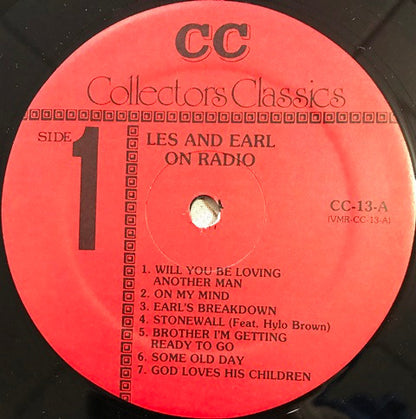 CC
Collectors Classics
SIDE 1
LES AND EARL
ON RADIO
CC-13-A
(VMR-CC-13-A)
1. WILL YOU BE LOVING
ANOTHER MAN
2. ON MY MIND
3. EARL'S BREAKDOWN
4. STONEWALL (Feat. Hylo Brown)
5. BROTHER I'M GETTING
READY TO GO
6. SOME OLD DAY
7. GOD LOVES HIS CHILDREN